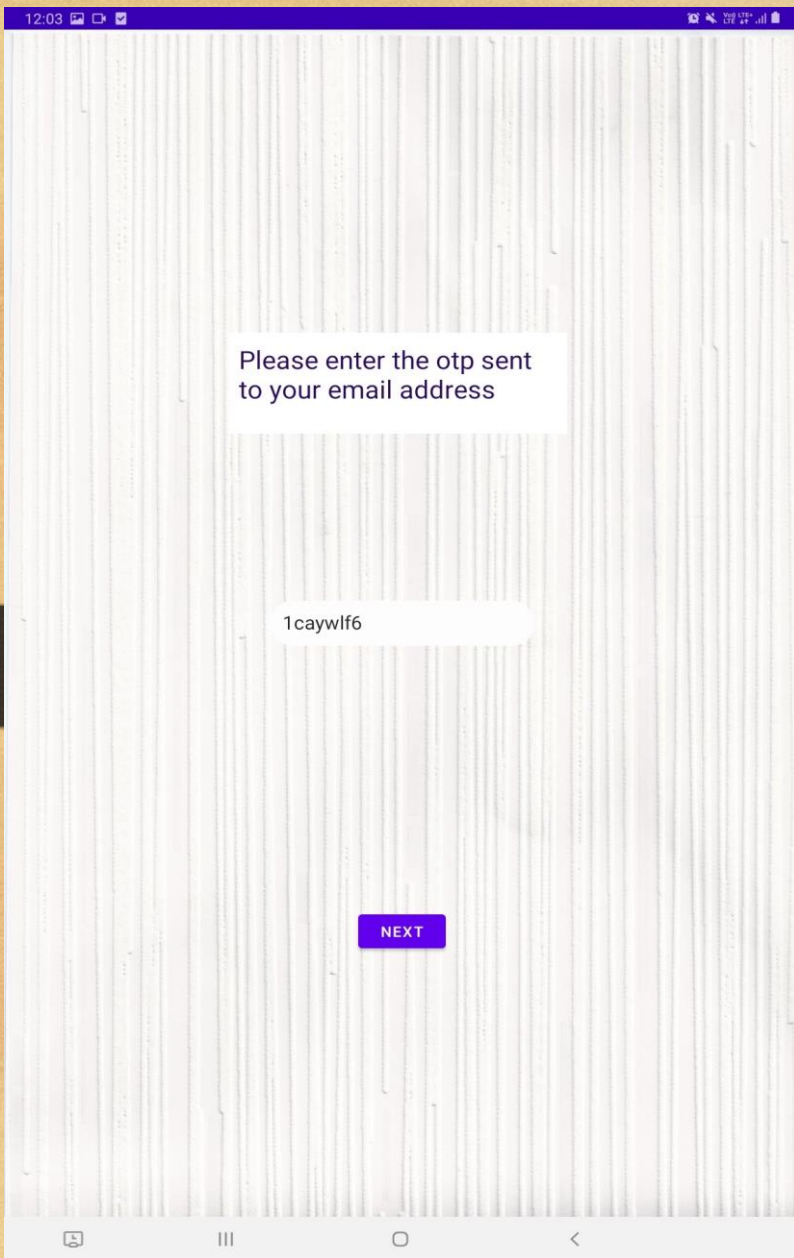 12:03
Please enter the otp sent
to your email address
1caywlf6
NEXT